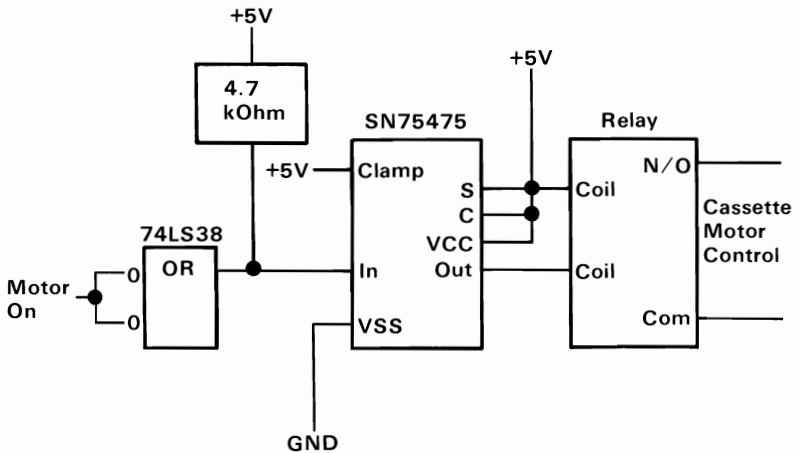 +5V
4.7
kOhm
+5V
SN75475
Relay
+5V
Clamp
N/O
S
Coil
C
Cassette
Motor
Control
74LS38
VCC
OR
In
Out
Coil
Motor
On
0
0
VSS
Com
GND